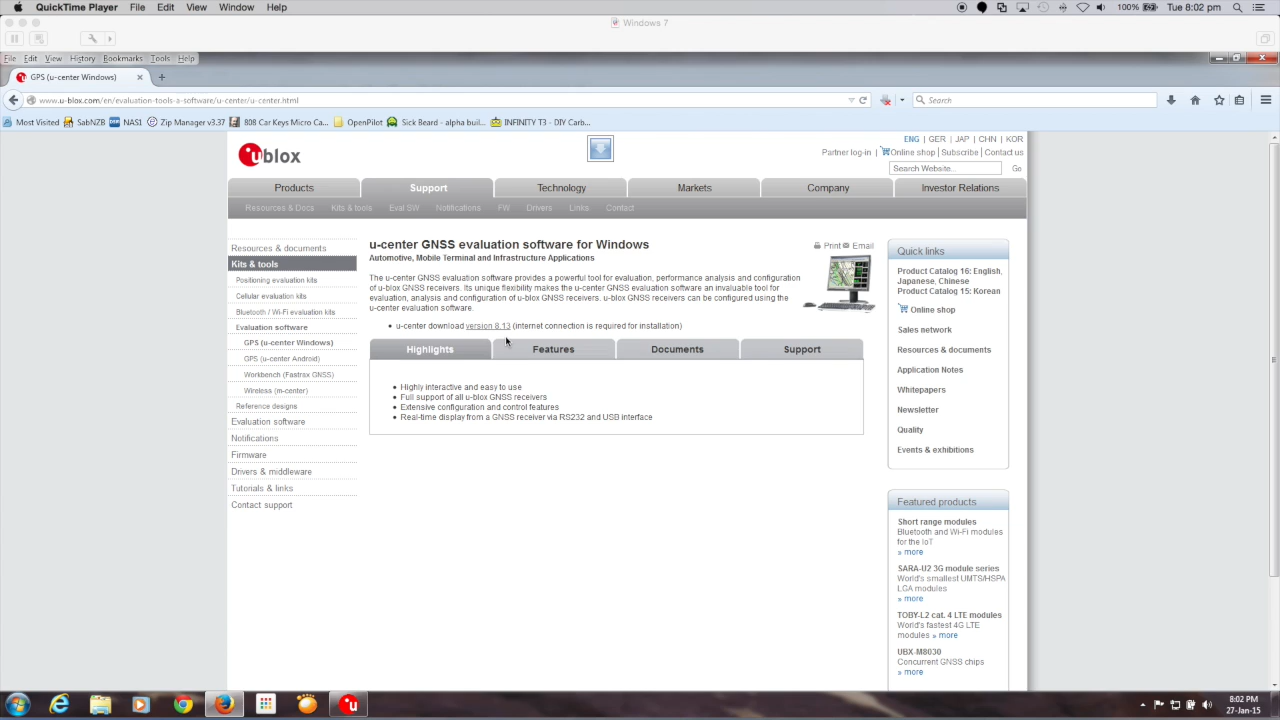 QuickTime Player File Edit View Window Help 100% Tue 8:02 pm
Windows 7
File Edit View History Bookmarks Tools Help
GPS (u-center Windows)
www.u-blox.com/en/evaluation-tools-a-software/u-center/u-center.html Search
Most Visited SabNZB NAS1 Zip Manager v3.37 808 Car Keys Micro Ca... OpenPilot Sick Beard - alpha bui... INFINITY T3 - DIY Carb...
ENG | GER | JAP | CHN | KOR
ublox
Partner log-in | Online shop | Subscribe | Contact us
Search Website... Go
Products Support Technology Markets Company Investor Relations
Resources & Docs Kits & tools Eval SW Notifications FW Drivers Links Contact
Resources & documents
Kits & tools
Positioning evaluation kits
Cellular evaluation kits
Bluetooth / Wi-Fi evaluation kits
Evaluation software
GPS (u-center Windows)
GPS (u-center Android)
Workbench (Fastrax GNSS)
Wireless (m-center)
Reference designs
Evaluation software
Notifications
Firmware
Drivers & middleware
Tutorials & links
Contact support
u-center GNSS evaluation software for Windows
Print Email
Automotive, Mobile Terminal and Infrastructure Applications
The u-center GNSS evaluation software provides a powerful tool for evaluation, performance analysis and configuration
of u-blox GNSS receivers. Its unique flexibility makes the u-center GNSS evaluation software an invaluable tool for
evaluation, analysis and configuration of u-blox GNSS receivers. u-blox GNSS receivers can be configured using the
u-center evaluation software.
u-center download version 8.13 (internet connection is required for installation)
Highlights Features Documents Support
Highly interactive and easy to use
Full support of all u-blox GNSS receivers
Extensive configuration and control features
Real-time display from a GNSS receiver via RS232 and USB interface
Quick links
Product Catalog 16: English,
Japanese, Chinese
Product Catalog 15: Korean
Online shop
Sales network
Resources & documents
Application Notes
Whitepapers
Newsletter
Quality
Events & exhibitions
Featured products
Short range modules
Bluetooth and Wi-Fi modules
for the IoT
» more
SARA-U2 3G module series
World's smallest UMTS/HSPA
LGA modules
» more
TOBY-L2 cat. 4 LTE modules
World's fastest 4G LTE
modules » more
UBX-M8030
Concurrent GNSS chips
» more
8:02 PM
27-Jan-15